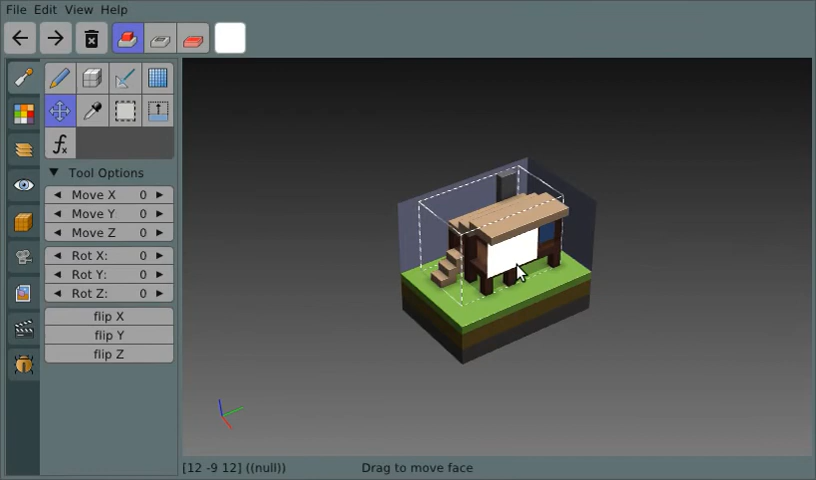 File Edit View Help
Tool Options
Move X 0
Move Y 0
Move Z 0
Rot X: 0
Rot Y: 0
Rot Z: 0
flip X
flip Y
flip Z
[12 -9 12] ((null)) Drag to move face